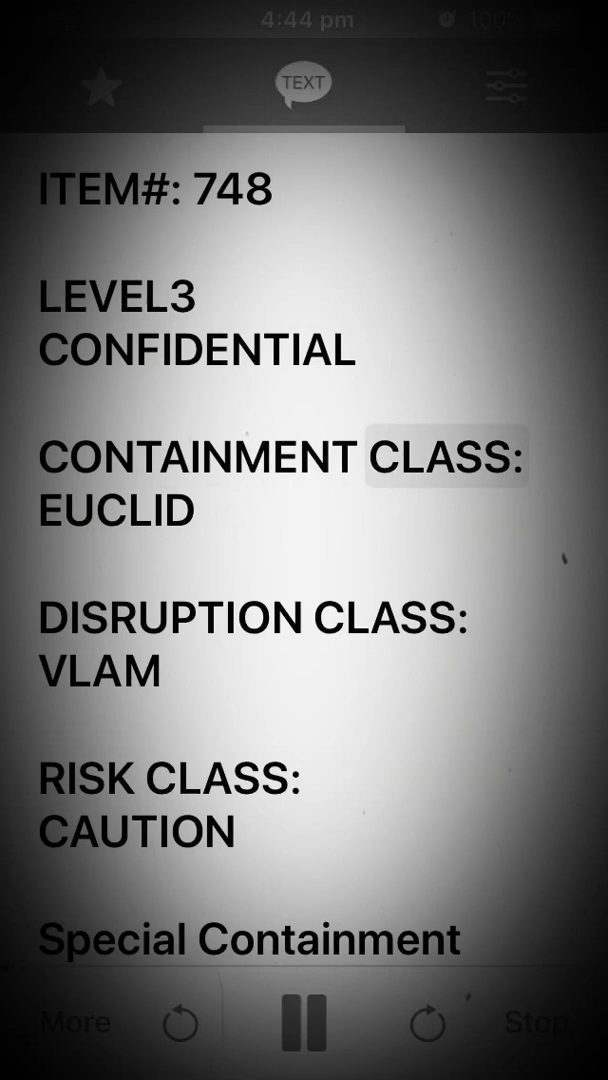 4:44 pm
100%
TEXT
ITEM#: 748
LEVEL3
CONFIDENTIAL
CONTAINMENT CLASS:
EUCLID
DISRUPTION CLASS:
VLAM
RISK CLASS:
CAUTION
Special Containment
More
Stop